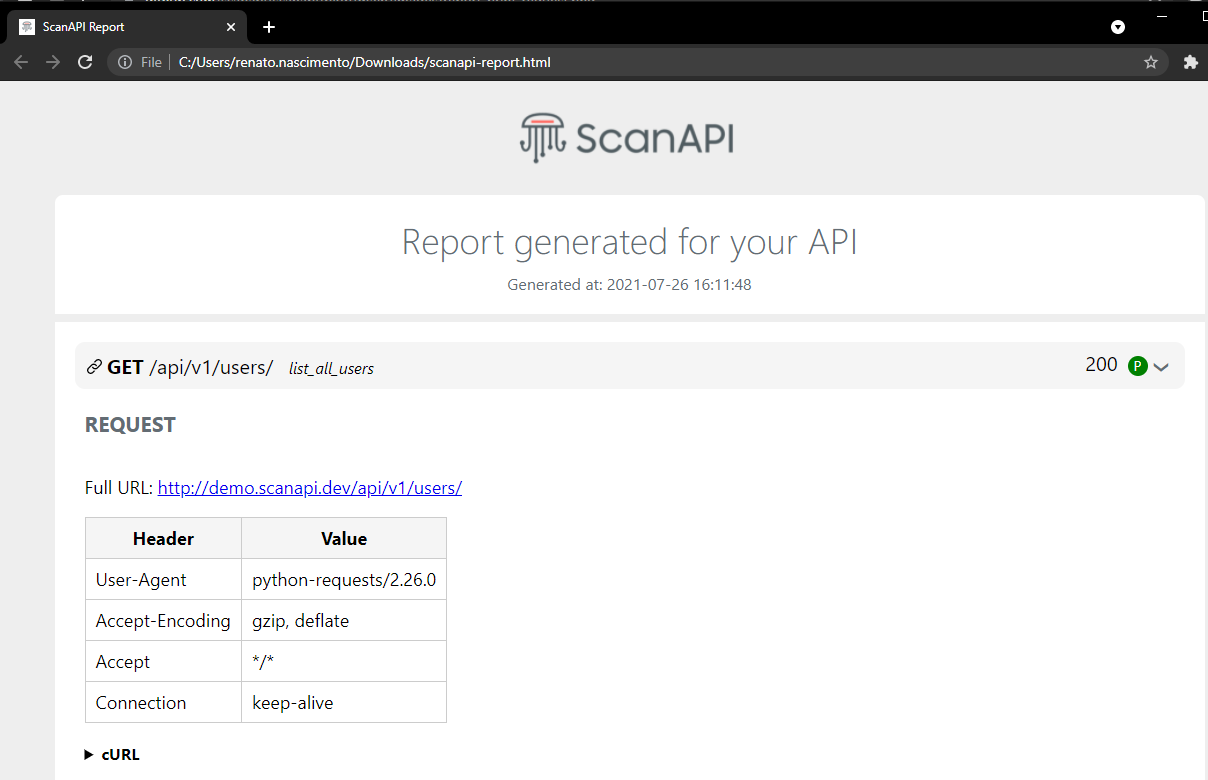 ScanAPI Report
File C:/Users/renato.nascimento/Downloads/scanapi-report.html
ScanAPI
Report generated for your API
Generated at: 2021-07-26 16:11:48
GET /api/v1/users/ list_all_users 200 P
REQUEST
Full URL: http://demo.scanapi.dev/api/v1/users/
Header Value
User-Agent python-requests/2.26.0
Accept-Encoding gzip, deflate
Accept */*
Connection keep-alive
cURL